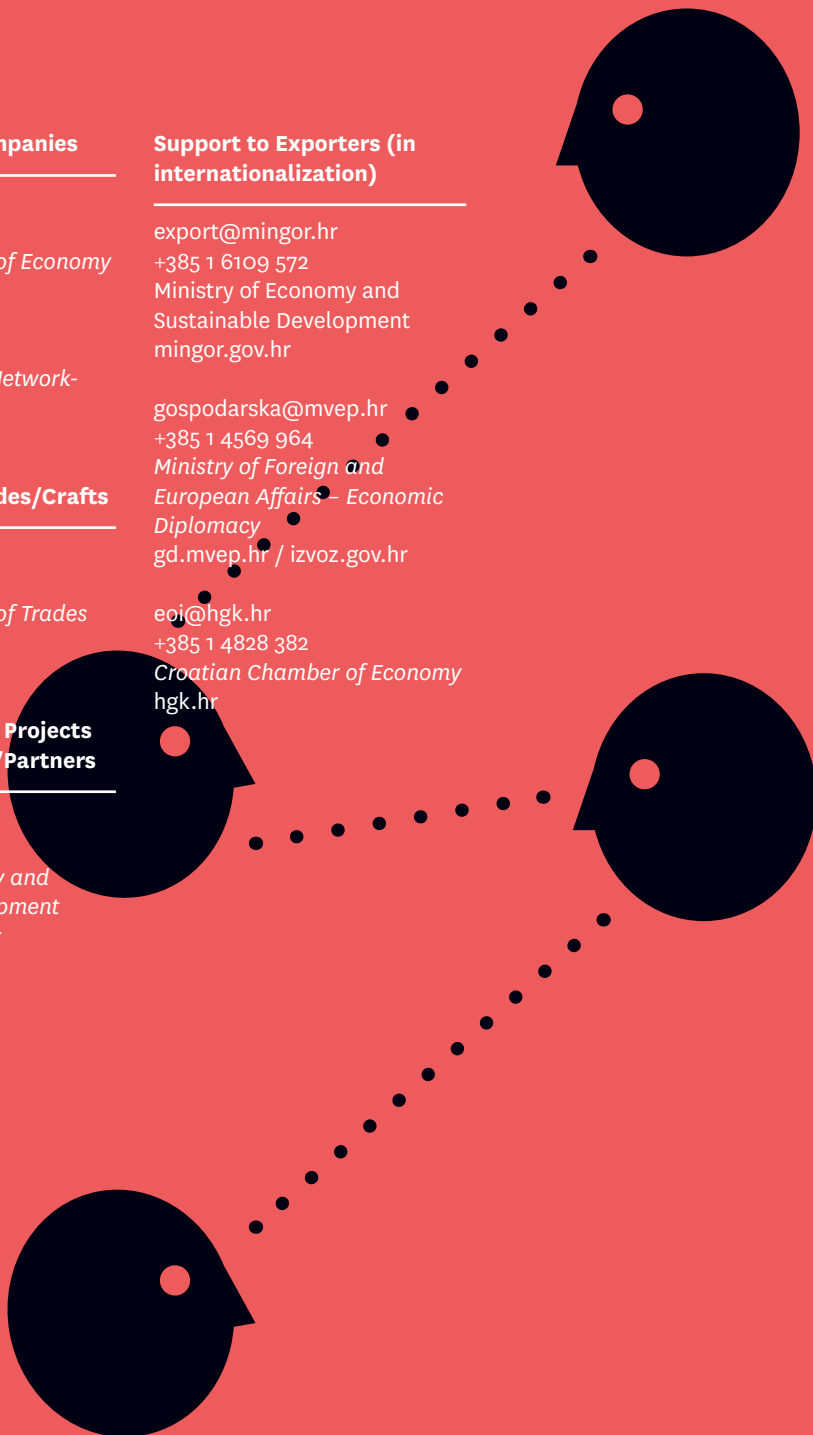 of Economy
des/Crafts
of Trades
Projects
/Partners
and
Support to Exporters (in
internationalization)
export@mingor.hr
+385 1 6109 572
Ministry of Economy and
Sustainable Development
mingor.gov.hr
gospodarska@mvep.hr
+385 1 4569 964
Ministry of Foreign and
European Affairs – Economic
Diplomacy
gd.mvep.hr / izvoz.gov.hr
eoi@hgk.hr
+385 1 4828 382
Croatian Chamber of Economy
hgk.hr